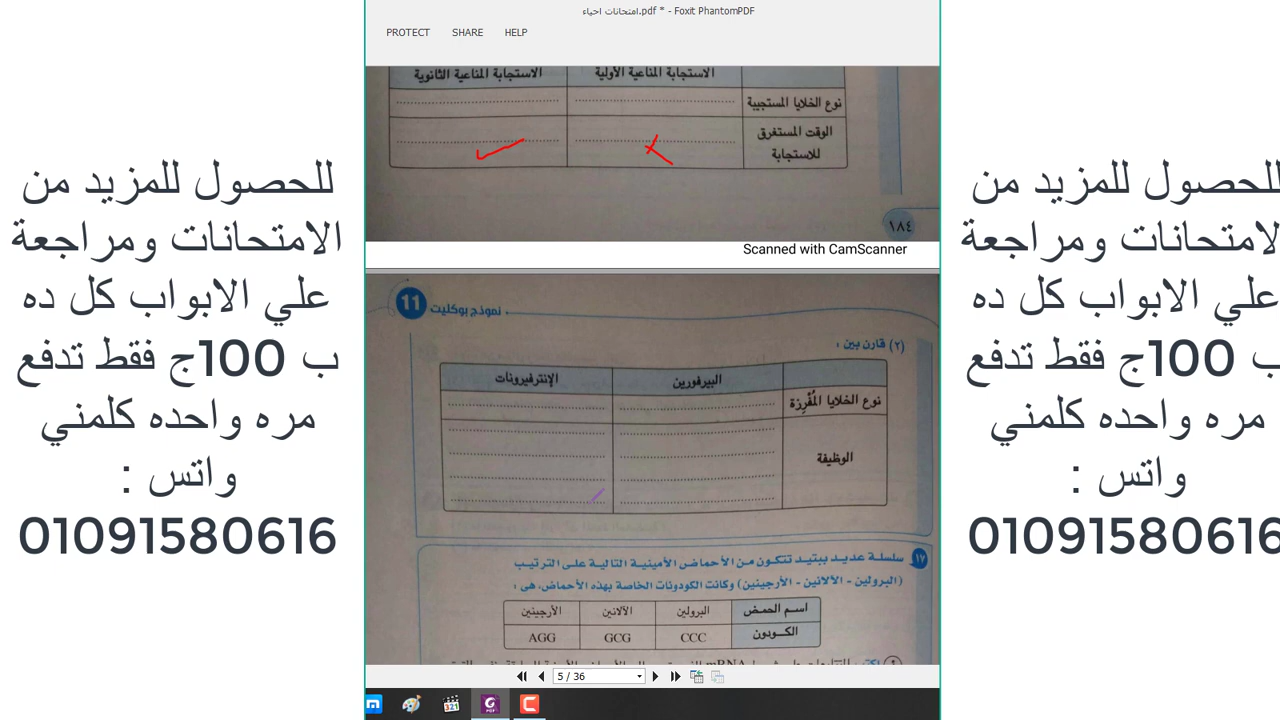 امتحانات احياء.pdf * - Foxit PhantomPDF
PROTECT SHARE HELP
للحصول للمزيد من
الامتحانات ومراجعة
علي الابواب كل ده
ب 100ج فقط تدفع
مره واحده كلمني
واتس :
01091580616
الاستجابة المناعية الأولية الاستجابة المناعية الثانوية
نوع الخلايا المستجيبة
الوقت المستغرق
للاستجابة
١٨٤
Scanned with CamScanner
11 نموذج بوكليت
(٢) قارن بين :
البيرفورين الإنترفيرونات
نوع الخلايا المُفْرِزة
الوظيفة
١٧ سلسلة عديد ببتيد تتكون من الأحماض الأمينية التالية على الترتيب
(البرولين - الألانين - الأرجينين) وكانت الكودونات الخاصة بهذه الأحماض، هى :
اسم الحمض البرولين الألانين الأرجينين
الكودون CCC GCG AGG
5 / 36
للحصول للمزيد من
الامتحانات ومراجعة
علي الابواب كل ده
ب 100ج فقط تدفع
مره واحده كلمني
واتس :
01091580616